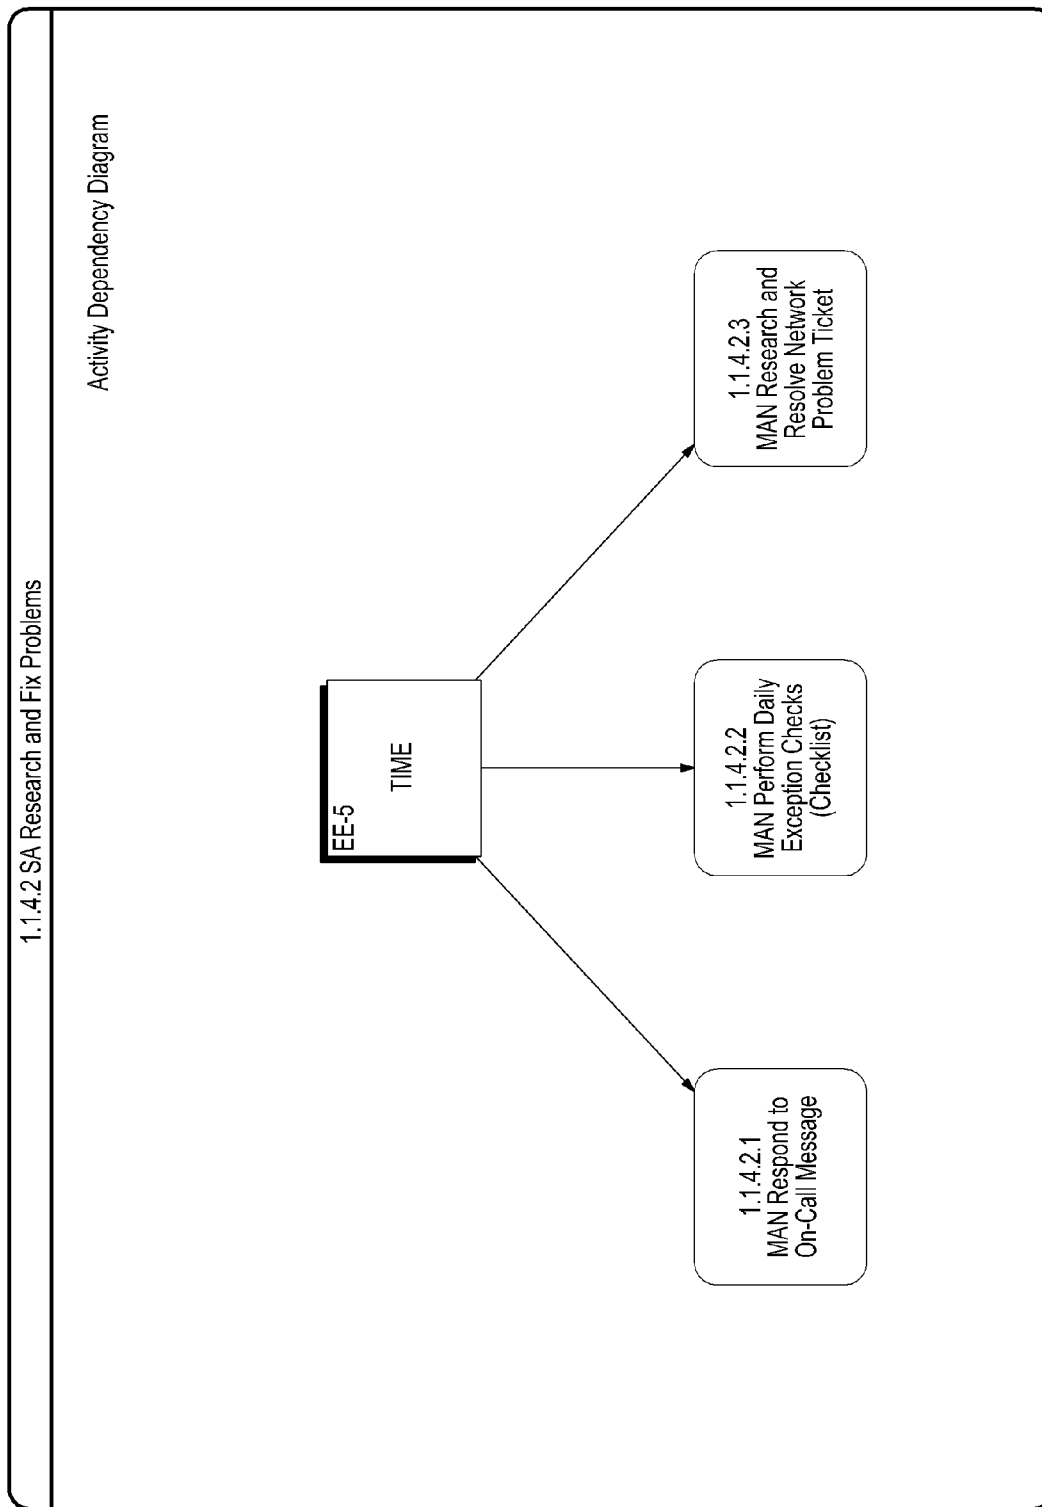 1.1.4.2 SA Research and Fix Problems
Activity Dependency Diagram
EE-5
TIME
1.1.4.2.1
MAN Respond to
On-Call Message
1.1.4.2.2
MAN Perform Daily
Exception Checks
(Checklist)
1.1.4.2.3
MAN Research and
Resolve Network
Problem Ticket